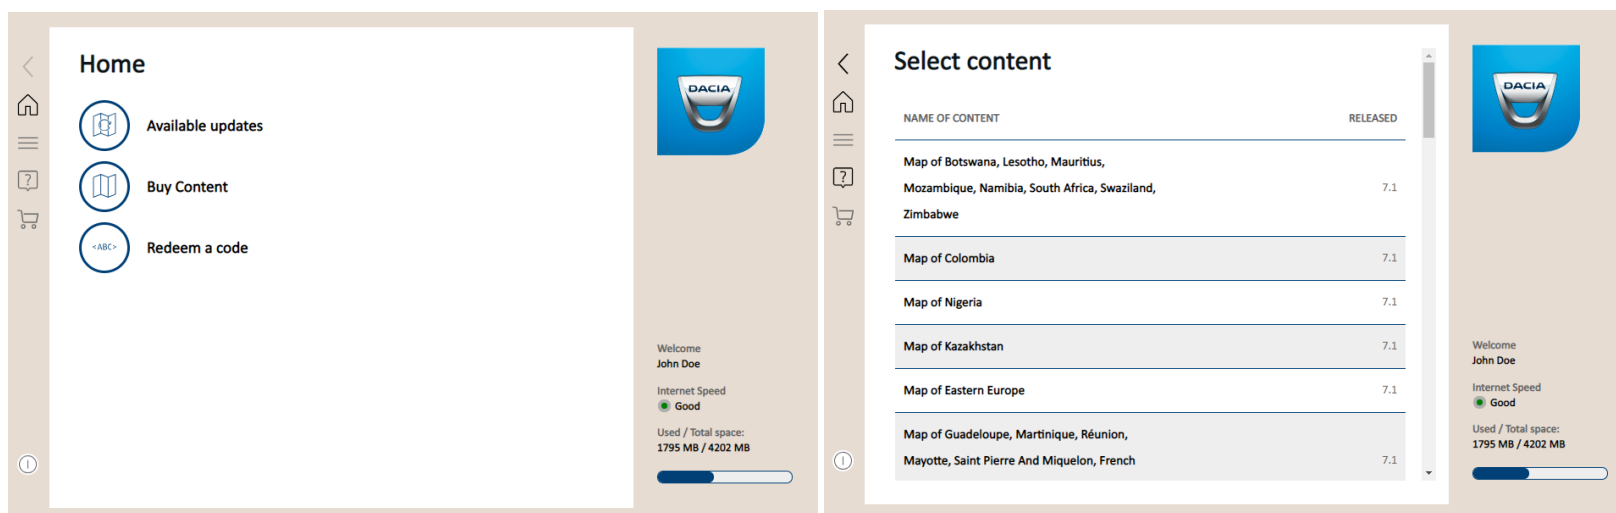 Home
Available updates
Buy Content
<ABC>
Redeem a code
DACIA
Welcome
John Doe
Internet Speed
Good
Used / Total space:
1795 MB / 4202 MB
Select content
NAME OF CONTENT RELEASED
Map of Botswana, Lesotho, Mauritius,
Mozambique, Namibia, South Africa, Swaziland, 7.1
Zimbabwe
Map of Colombia 7.1
Map of Nigeria 7.1
Map of Kazakhstan 7.1
Map of Eastern Europe 7.1
Map of Guadeloupe, Martinique, Réunion,
Mayotte, Saint Pierre And Miquelon, French 7.1
DACIA
Welcome
John Doe
Internet Speed
Good
Used / Total space:
1795 MB / 4202 MB